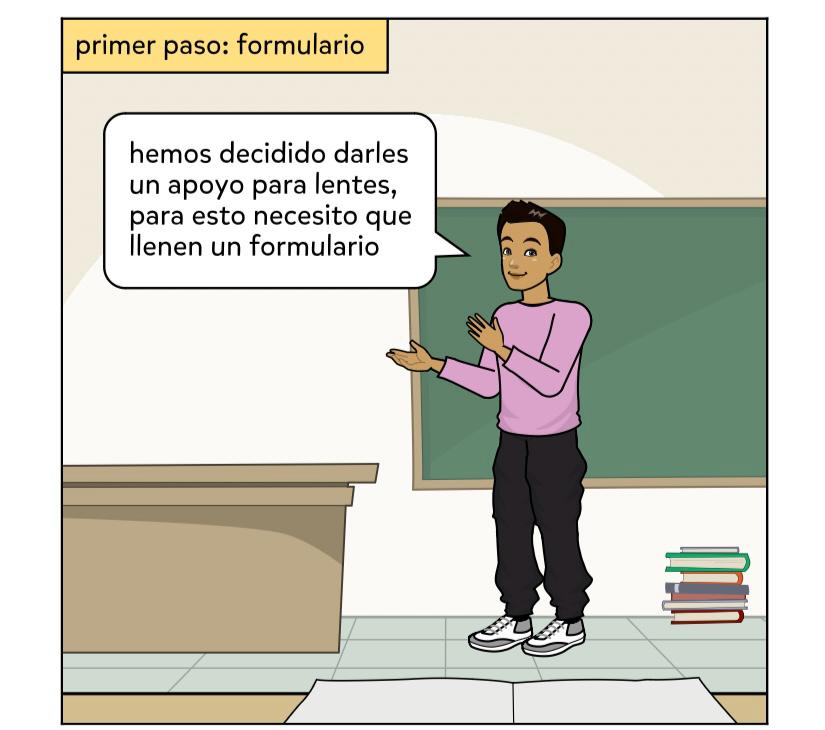 primer paso: formulario
hemos decidido darles
un apoyo para lentes,
para esto necesito que
llenen un formulario